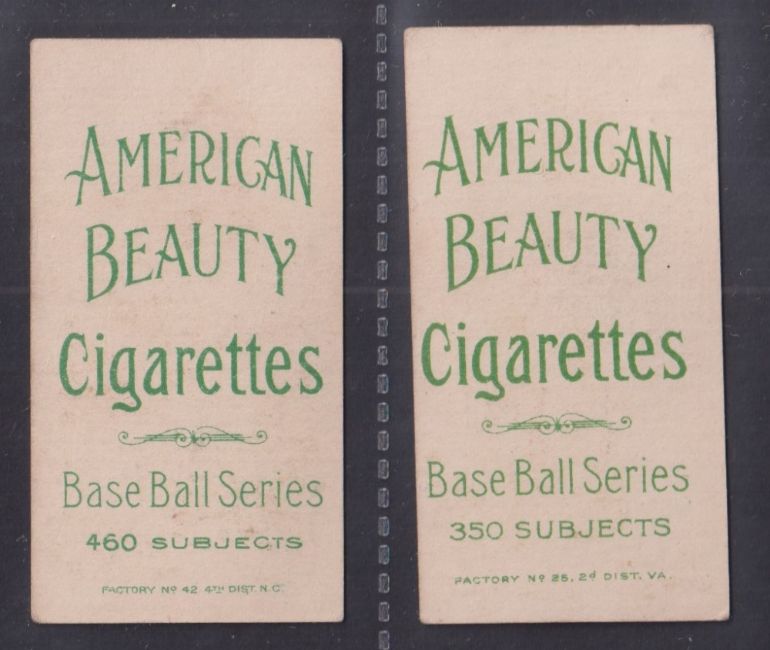 AMERICAN
BEAUTY
Cigarettes
Base Ball Series
460 SUBJECTS
FACTORY Nº 42 4TH DIST. N.C.
AMERICAN
BEAUTY
Cigarettes
Base Ball Series
350 SUBJECTS
FACTORY Nº 25, 2d DIST. VA.